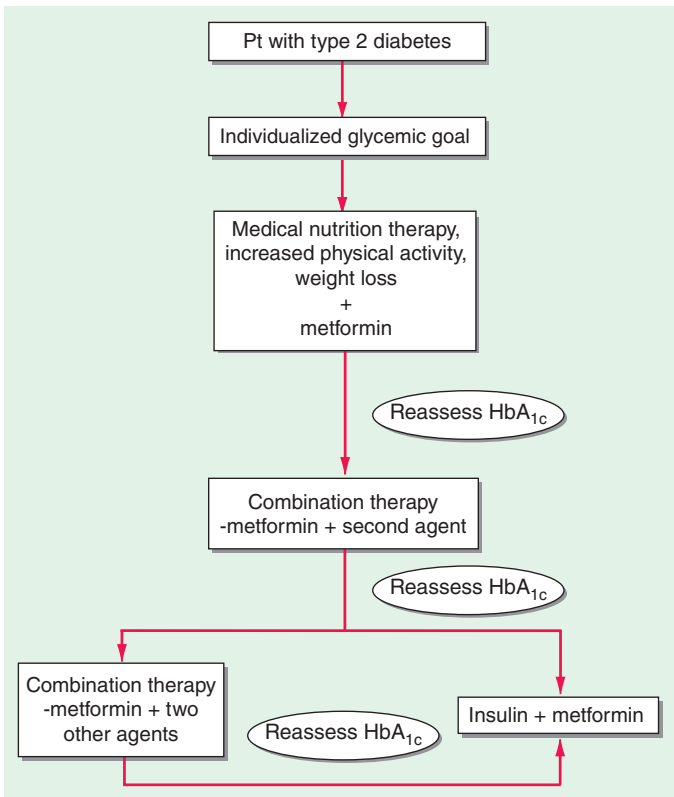 Pt with type 2 diabetes
Individualized glycemic goal
Medical nutrition therapy,
increased physical activity,
weight loss
+
metformin
Reassess HbA1c
Combination therapy
-metformin + second agent
Reassess HbA1c
Combination therapy
-metformin + two
other agents
Reassess HbA1c
Insulin + metformin